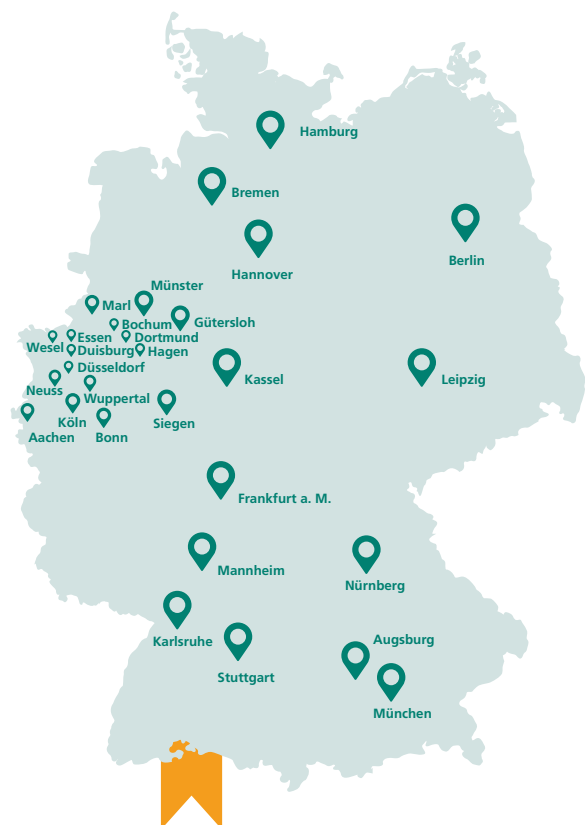 Hamburg
Bremen
Berlin
Hannover
Münster
Marl
Gütersloh
Bochum
Essen
Dortmund
Wesel
Duisburg
Hagen
Düsseldorf
Kassel
Leipzig
Neuss
Wuppertal
Köln
Siegen
Aachen
Bonn
Frankfurt a. M.
Mannheim
Nürnberg
Karlsruhe
Augsburg
Stuttgart
München